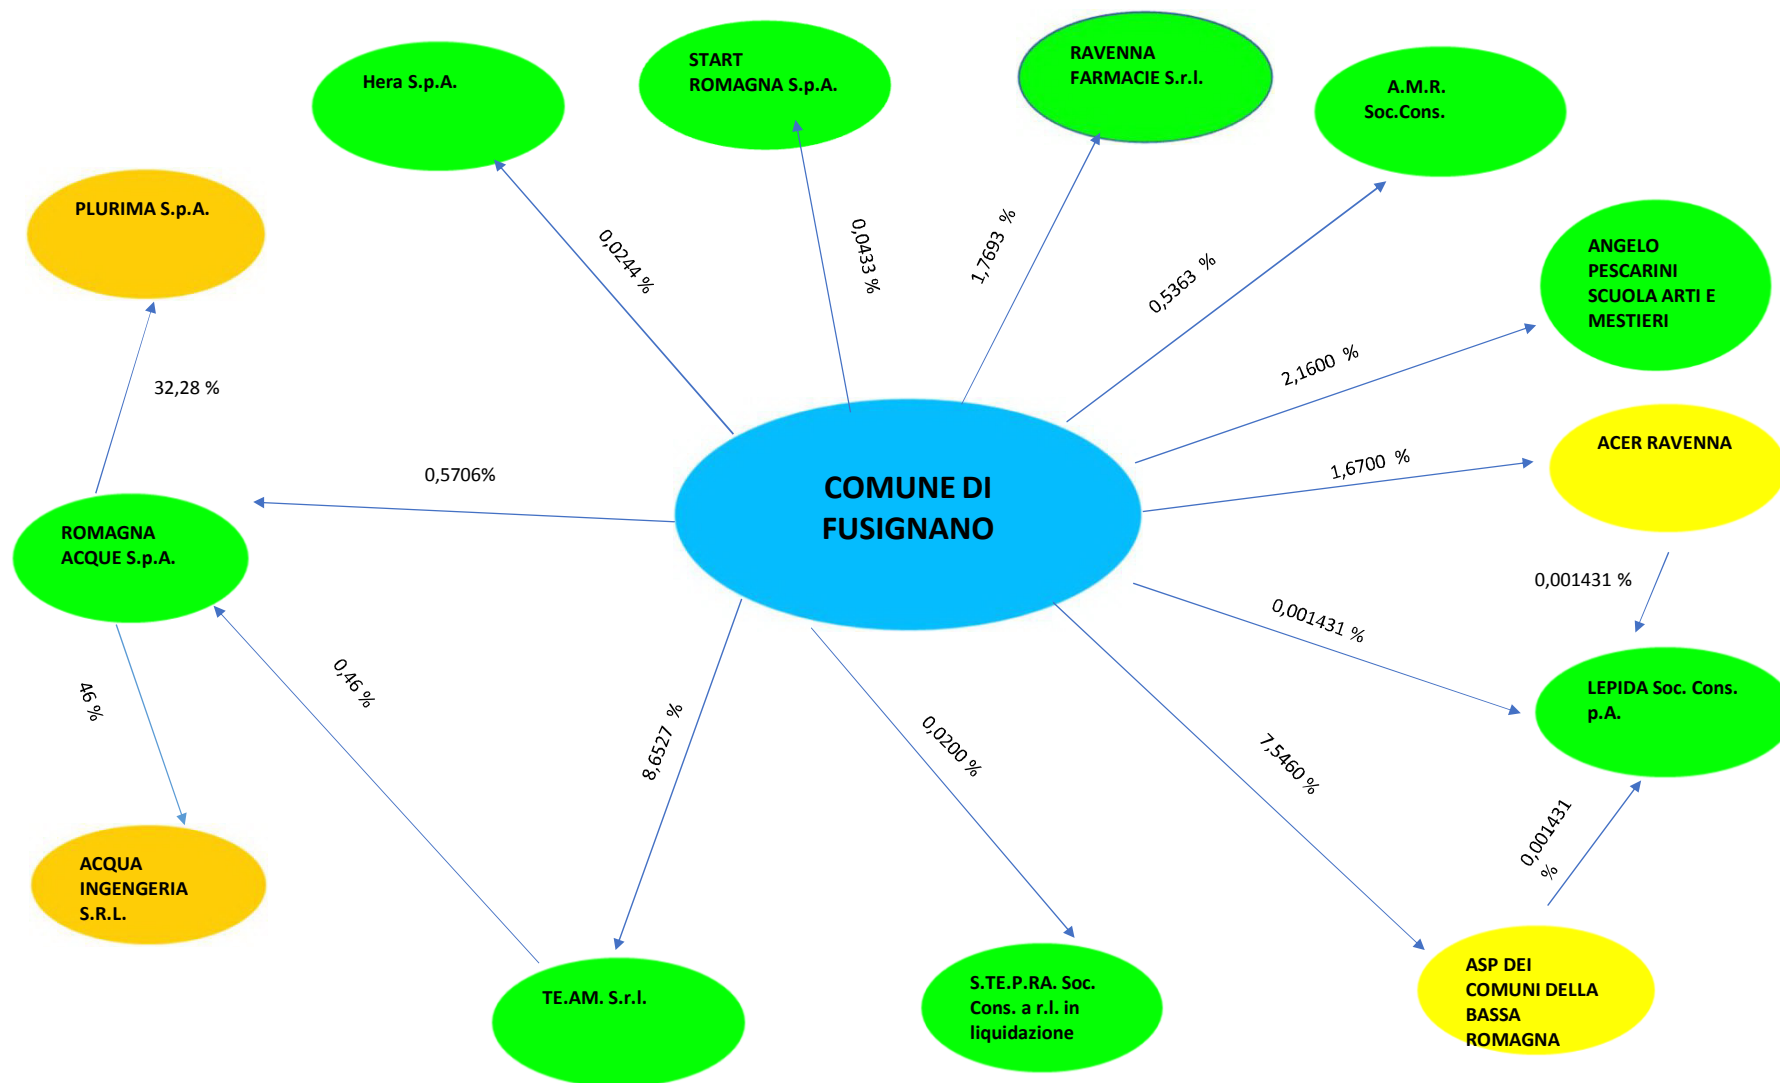 Hera S.p.A.
START
ROMAGNA S.p.A.
RAVENNA
FARMACIE S.r.l.
A.M.R.
Soc.Cons.
PLURIMA S.p.A.
ANGELO
PESCARINI
SCUOLA ARTI E
MESTIERI
0,0244 %
0,0433 %
1,7693 %
0,5363 %
2,1600 %
32,28 %
0,5706%
COMUNE DI
FUSIGNANO
1,6700 %
ACER RAVENNA
ROMAGNA
ACQUE S.p.A.
0,001431 %
0,001431 %
46 %
0,46 %
8,6527 %
0,0200 %
7,5460 %
LEPIDA Soc. Cons.
p.A.
0,001431
%
ACQUA
INGENGERIA
S.R.L.
TE.AM. S.r.l.
S.TE.P.RA. Soc.
Cons. a r.l. in
liquidazione
ASP DEI
COMUNI DELLA
BASSA
ROMAGNA